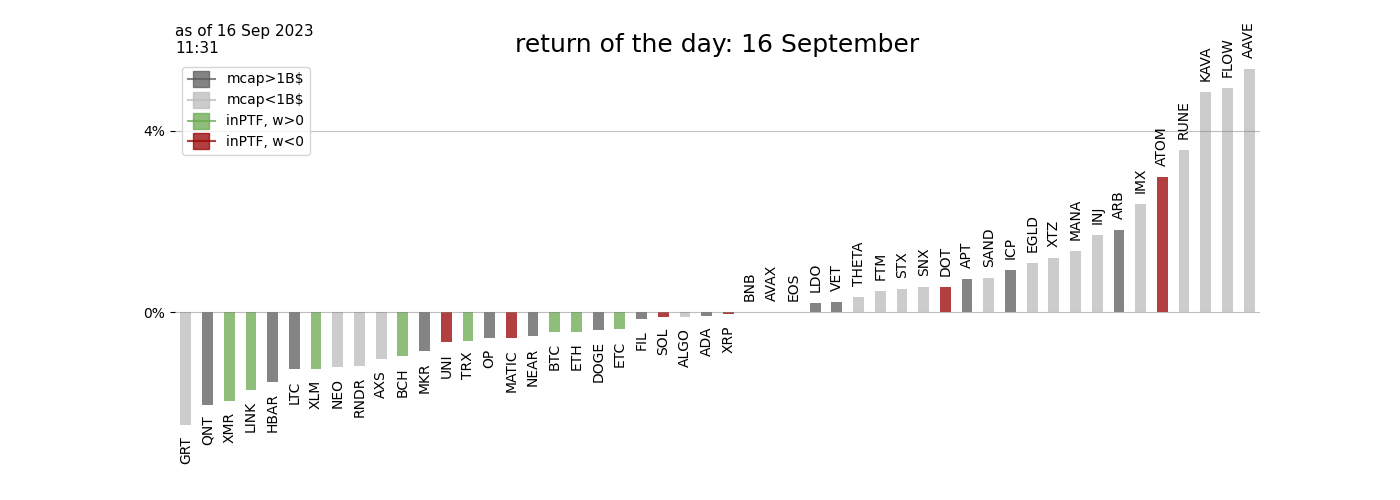 as of 16 Sep 2023
11:31
return of the day: 16 September
mcap>1B$
mcap<1B$
inPTF, w>0
inPTF, w<0
4%
0%
GRT
QNT
XMR
LINK
HBAR
LTC
XLM
NEO
RNDR
AXS
BCH
MKR
UNI
TRX
OP
MATIC
NEAR
BTC
ETH
DOGE
ETC
FIL
SOL
ALGO
ADA
XRP
BNB
AVAX
EOS
LDO
VET
THETA
FTM
STX
SNX
DOT
APT
SAND
ICP
EGLD
XTZ
MANA
INJ
ARB
IMX
ATOM
RUNE
KAVA
FLOW
AAVE